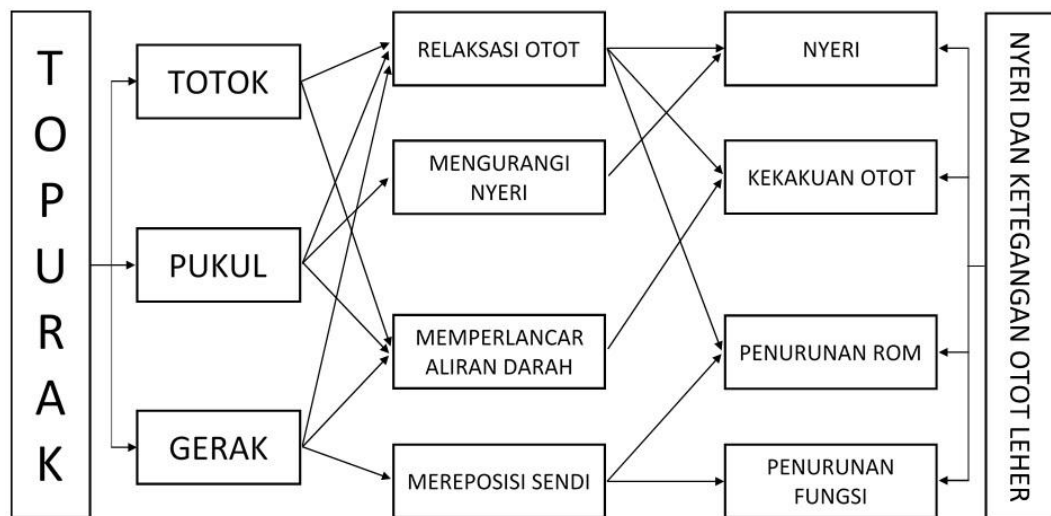 TOPURAK
TOTOK
PUKUL
GERAK
RELAKSASI OTOT
MENGURANGI
NYERI
MEMPERLANCAR
ALIRAN DARAH
MEREPOSISI SENDI
NYERI
KEKAKUAN OTOT
PENURUNAN ROM
PENURUNAN
FUNGSI
NYERI DAN KETEGANGAN OTOT LEHER